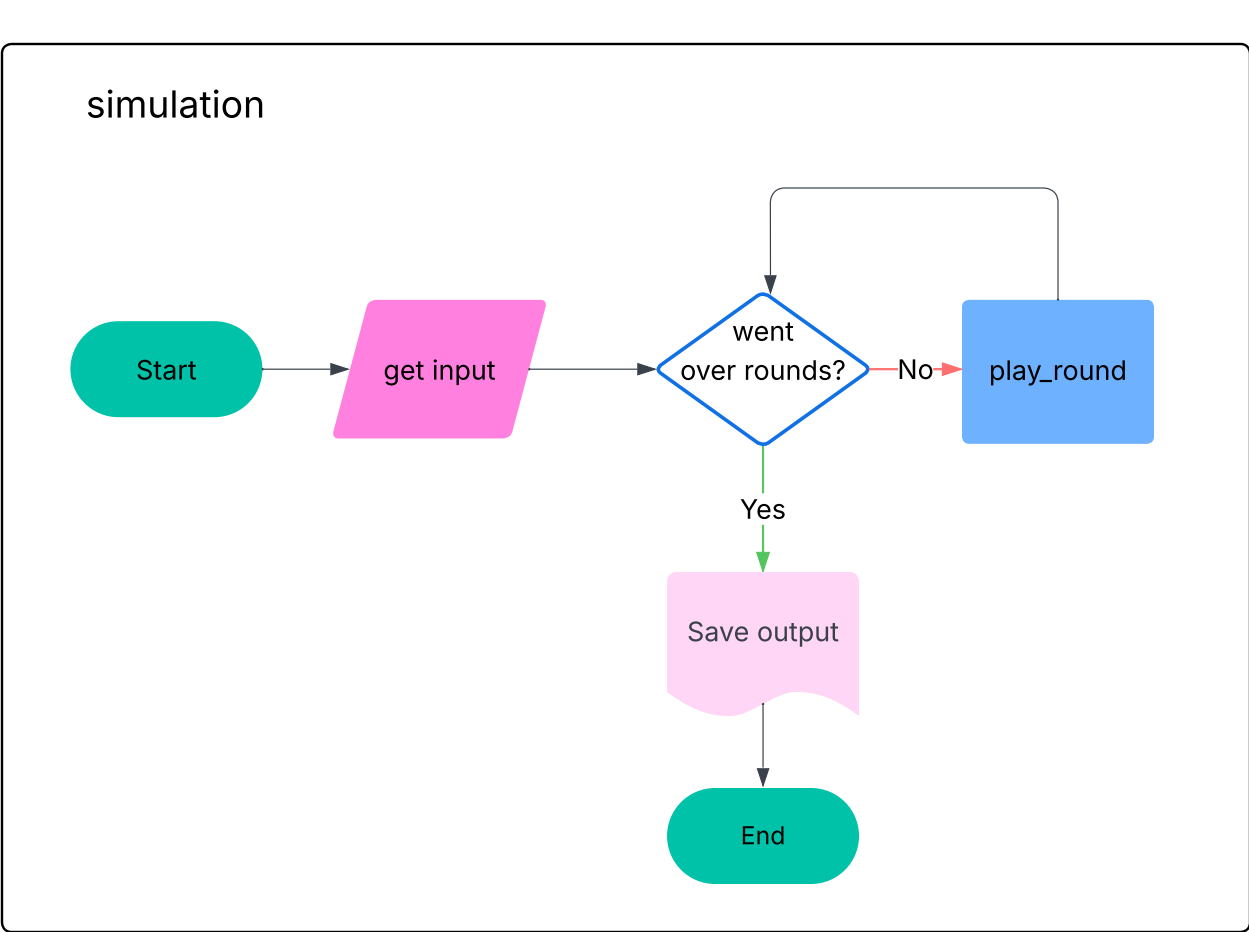 simulation
Start
get input
went
over rounds?
No
play_round
Yes
Save output
End